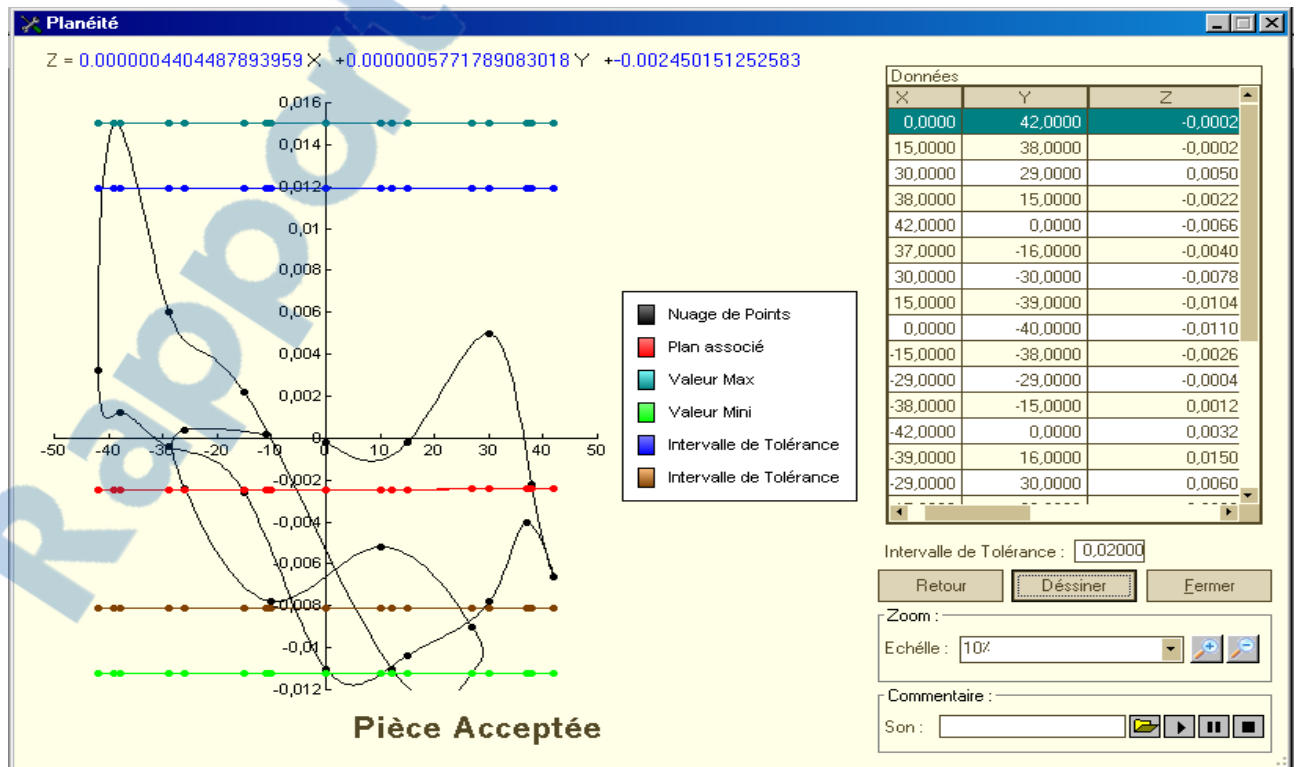 Planéité
Z = 0.0000004404487893959 X +0.0000005771789083018 Y +-0.002450151252583
0,016
0,014
0,012
0,01
0,008
0,006
0,004
0,002
0
-0,002
-0,004
-0,006
-0,008
-0,01
-0,012
-50 -40 -30 -20 -10 10 20 30 40 50
Nuage de Points
Plan associé
Valeur Max
Valeur Mini
Intervalle de Tolérance
Intervalle de Tolérance
Pièce Acceptée
Données
X Y Z
0,0000 42,0000 -0,0002
15,0000 38,0000 -0,0002
30,0000 29,0000 0,0050
38,0000 15,0000 -0,0022
42,0000 0,0000 -0,0066
37,0000 -16,0000 -0,0040
30,0000 -30,0000 -0,0078
15,0000 -39,0000 -0,0104
0,0000 -40,0000 -0,0110
-15,0000 -38,0000 -0,0026
-29,0000 -29,0000 -0,0004
-38,0000 -15,0000 0,0012
-42,0000 0,0000 0,0032
-39,0000 16,0000 0,0150
-29,0000 30,0000 0,0060
Intervalle de Tolérance : 0,02000
Retour Déssiner Fermer
Zoom :
Echélle : 10%
Commentaire :
Son :
Rapport